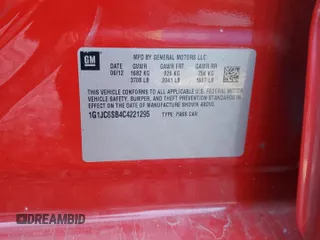 GM
MFD BY GENERAL MOTORS LLC
DATE GVWR GAWR FRT GAWR RR
06/12 1682 KG 926 KG 756 KG
3708 LB 2041 LB 1667 LB
THIS VEHICLE CONFORMS TO ALL APPLICABLE U.S. FEDERAL MOTOR
VEHICLE SAFETY, BUMPER, AND THEFT PREVENTION STANDARDS IN
EFFECT ON THE DATE OF MANUFACTURE SHOWN ABOVE.
1G1JC6SB4C4221295 TYPE: PASS CAR
DREAMBID